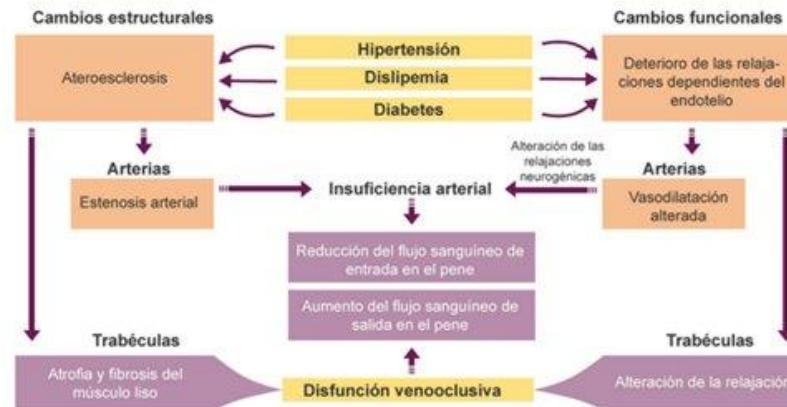 Cambios estructurales
Cambios funcionales
Ateroesclerosis
Hipertensión
Dislipemia
Diabetes
Deterioro de las relaja-
ciones dependientes del
endotelio
Arterias
Estenosis arterial
Insuficiencia arterial
Alteración de las
relajaciones
neurogénicas
Arterias
Vasodilatación
alterada
Reducción del flujo sanguíneo de
entrada en el pene
Aumento del flujo sanguíneo de
salida en el pene
Trabéculas
Atrofia y fibrosis del
músculo liso
Disfunción venooclusiva
Trabéculas
Alteración de la relajación